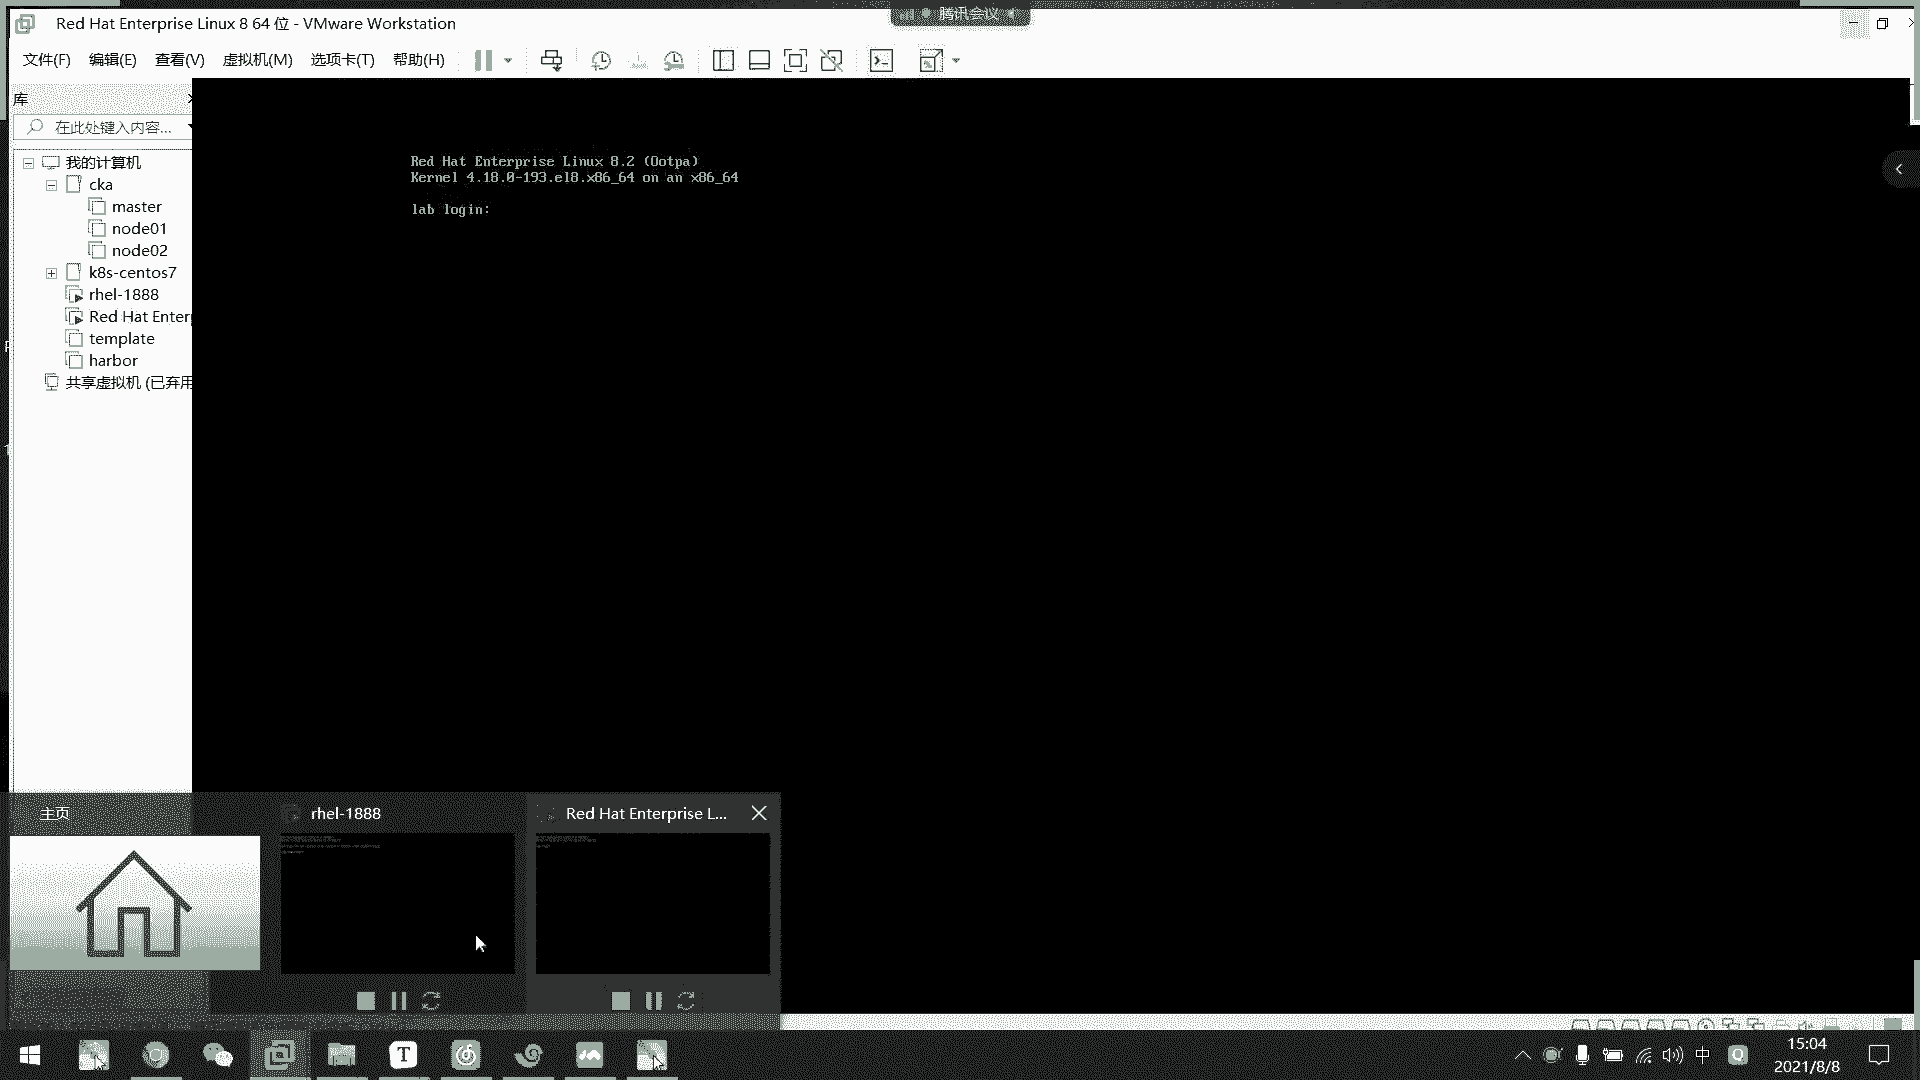 腾讯会议
Red Hat Enterprise Linux 8 64 位 - VMware Workstation
文件(F) 编辑(E) 查看(V) 虚拟机(M) 选项卡(T) 帮助(H)
库
在此处键入内容...
我的计算机
cka
master
node01
node02
k8s-centos7
rhel-1888
Red Hat Enter
template
harbor
共享虚拟机 (已弃用
Red Hat Enterprise Linux 8.2 (Ootpa)
Kernel 4.18.0-193.el8.x86_64 on an x86_64
lab login:
主页
rhel-1888
Red Hat Enterprise L...
中
15:04
2021/8/8